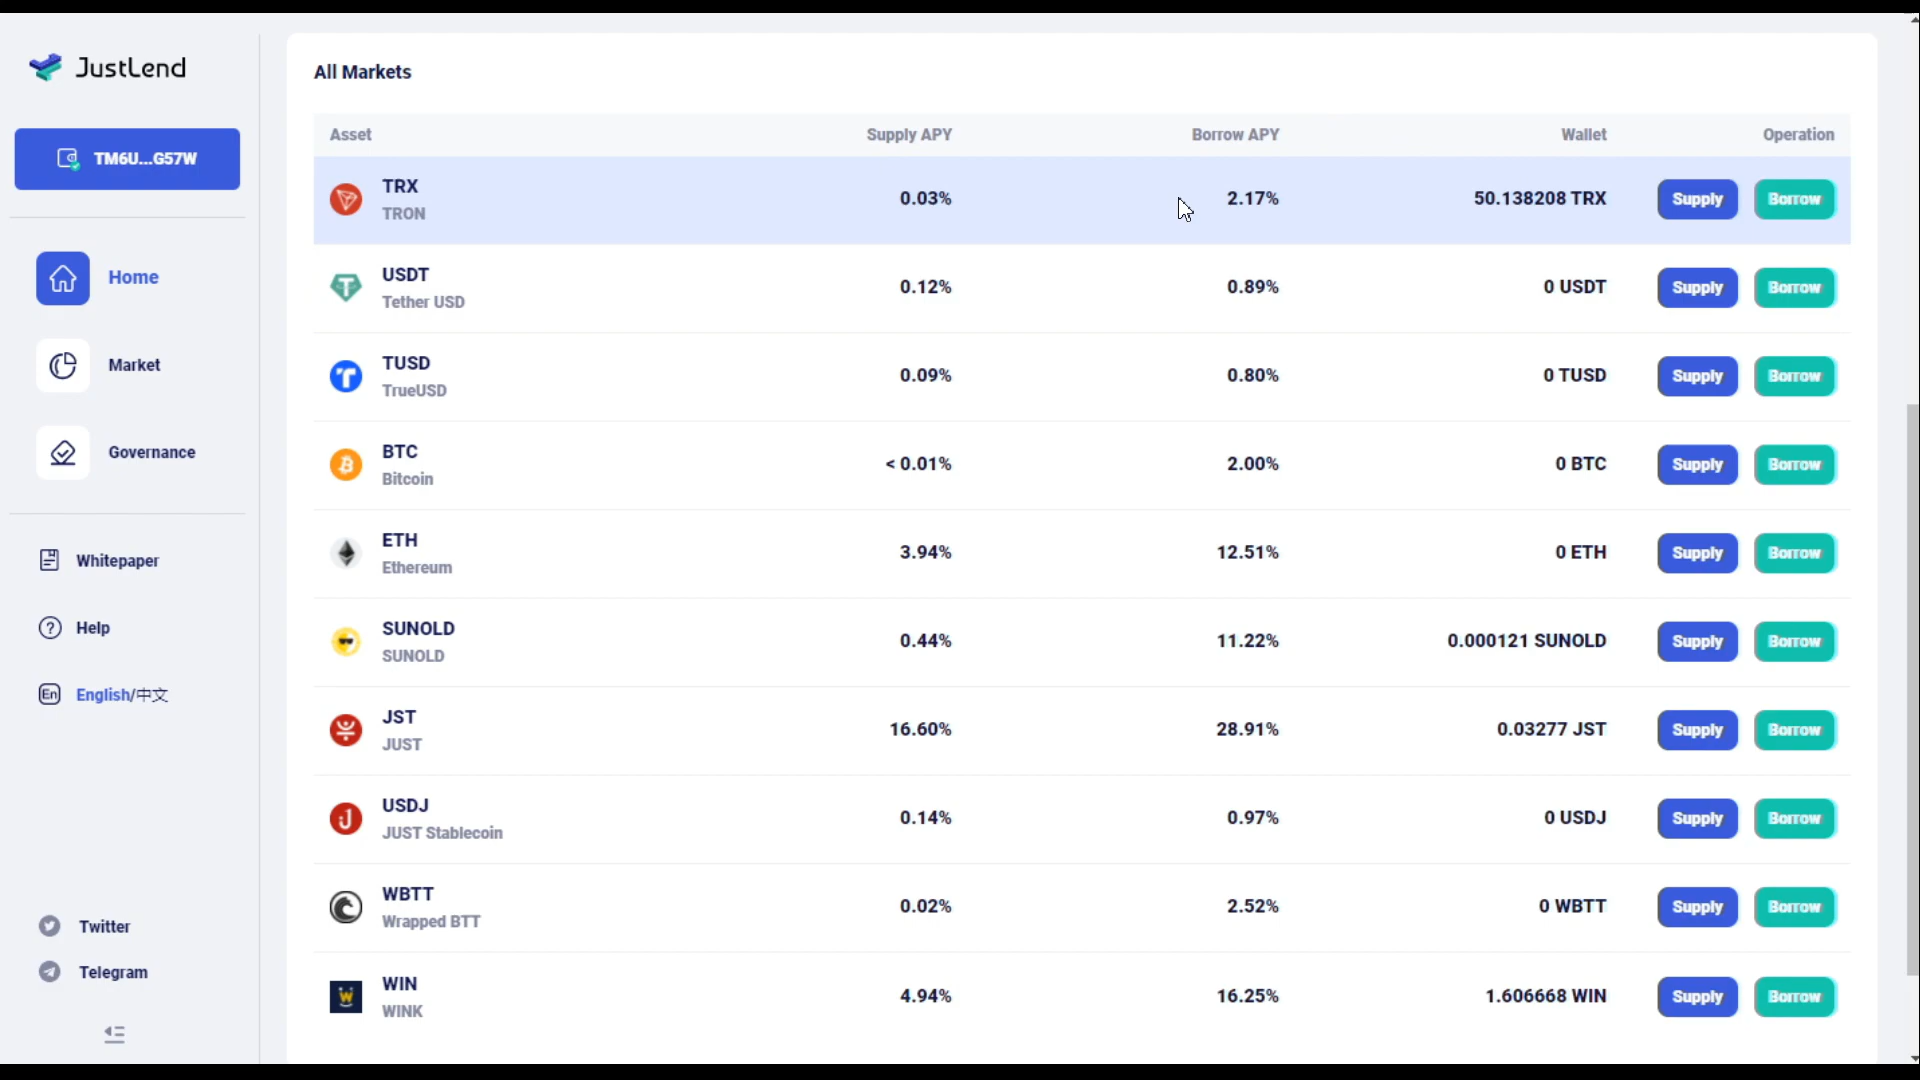 JustLend
TM6U...G57W
Home
Market
Governance
Whitepaper
Help
En English/中文
Twitter
Telegram
All Markets
Asset Supply APY Borrow APY Wallet Operation
TRX
TRON
0.03% 2.17% 50.138208 TRX Supply Borrow
USDT
Tether USD
0.12% 0.89% 0 USDT Supply Borrow
TUSD
TrueUSD
0.09% 0.80% 0 TUSD Supply Borrow
BTC
Bitcoin
< 0.01% 2.00% 0 BTC Supply Borrow
ETH
Ethereum
3.94% 12.51% 0 ETH Supply Borrow
SUNOLD
SUNOLD
0.44% 11.22% 0.000121 SUNOLD Supply Borrow
JST
JUST
16.60% 28.91% 0.03277 JST Supply Borrow
USDJ
JUST Stablecoin
0.14% 0.97% 0 USDJ Supply Borrow
WBTT
Wrapped BTT
0.02% 2.52% 0 WBTT Supply Borrow
WIN
WINK
4.94% 16.25% 1.606668 WIN Supply Borrow